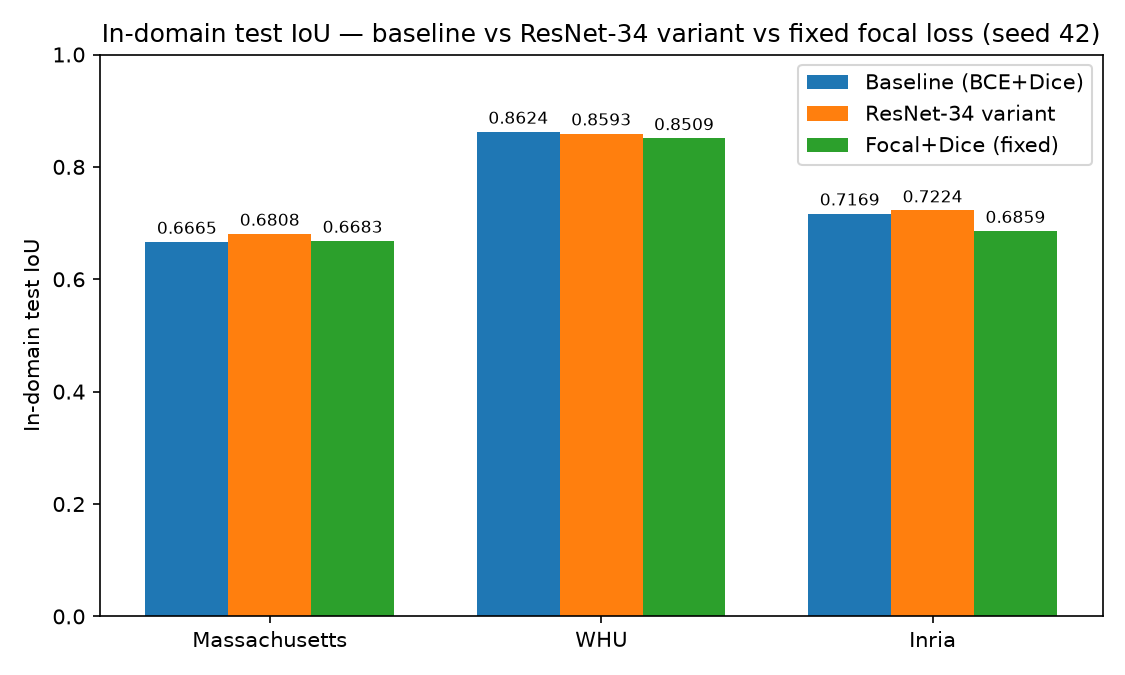 In-domain test IoU — baseline vs ResNet-34 variant vs fixed focal loss (seed 42)
Baseline (BCE+Dice)
ResNet-34 variant
Focal+Dice (fixed)
In-domain test IoU
1.0
0.8
0.6
0.4
0.2
0.0
0.6665 0.6808 0.6683
0.8624 0.8593 0.8509
0.7169 0.7224 0.6859
Massachusetts WHU Inria